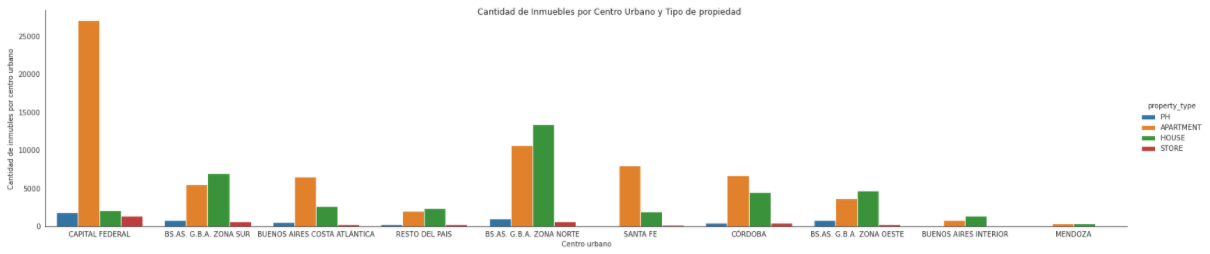 Cantidad de Inmuebles por Centro Urbano y Tipo de propiedad
Cantidad de inmubles por centro urbano
25000
20000
15000
10000
5000
0
CAPITAL FEDERAL
BS.AS. G.B.A. ZONA SUR
BUENOS AIRES COSTA ATLÁNTICA
RESTO DEL PAIS
BS.AS. G.B.A. ZONA NORTE
SANTA FE
CÓRDOBA
BS.AS. G.B.A. ZONA OESTE
BUENOS AIRES INTERIOR
MENDOZA
Centro urbano
property_type
PH
APARTMENT
HOUSE
STORE